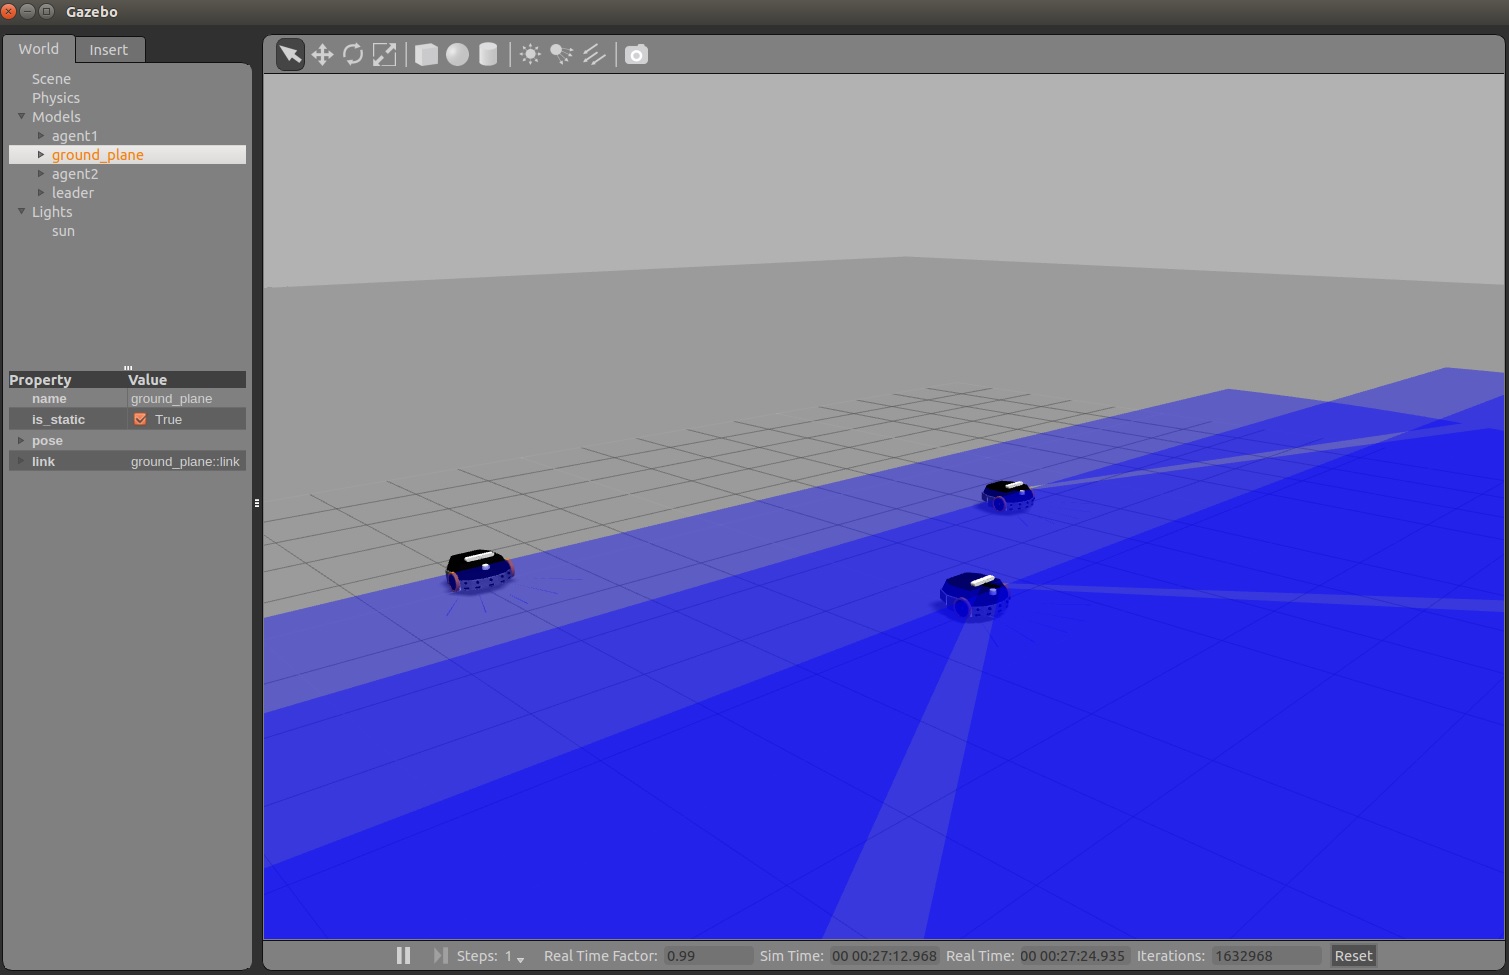 Gazebo
World Insert
Scene
Physics
Models
agent1
ground_plane
agent2
leader
Lights
sun
Property Value
name ground_plane
is_static True
pose
link ground_plane::link
Steps: 1 Real Time Factor: 0.99 Sim Time: 00 00:27:12.968 Real Time: 00 00:27:24.935 Iterations: 1632968 Reset